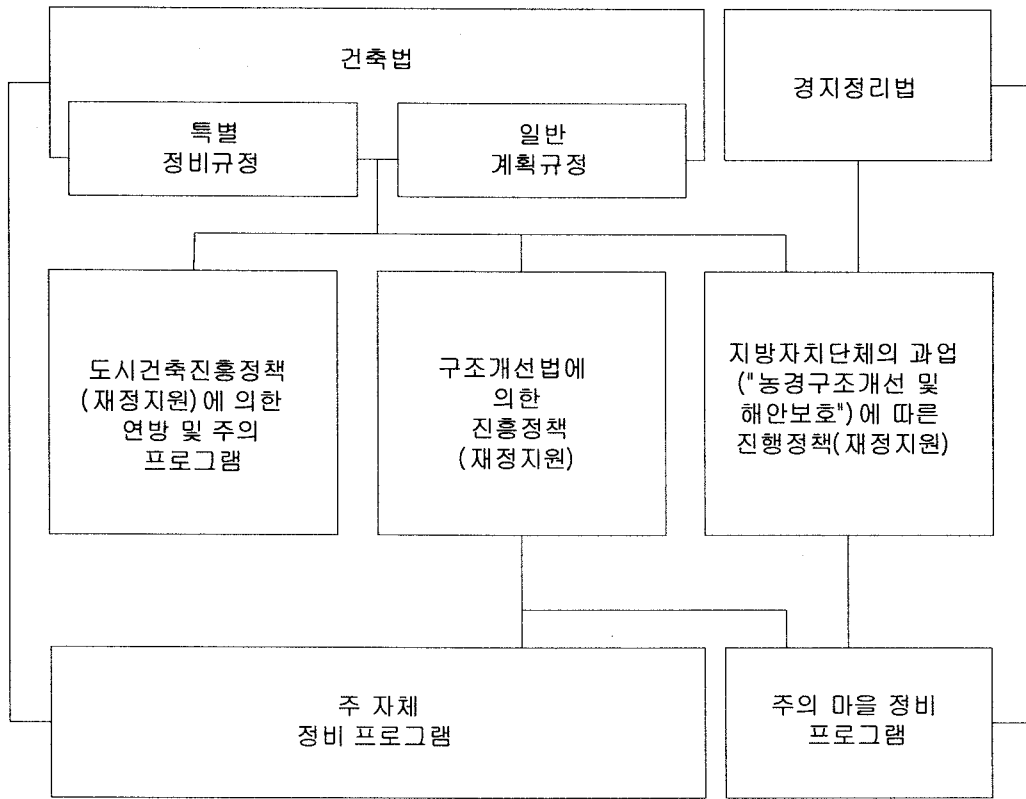 건축법
경지정리법
특별
정비규정
일반
계획규정
도시건축진흥정책
(재정지원)에 의한
연방 및 주의
프로그램
구조개선법에
의한
진흥정책
(재정지원)
지방자치단체의 과업
("농경구조개선 및
해안보호")에 따른
진행정책(재정지원)
주 자체
정비 프로그램
주의 마을 정비
프로그램